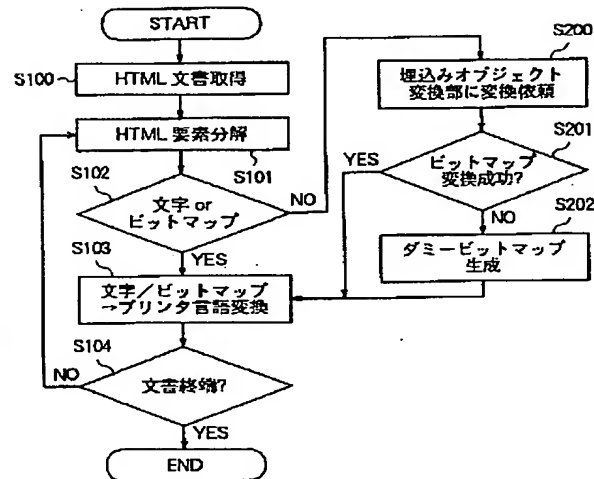 START
S100
HTML 文書取得
HTML 要素分解
S101
S102
文字 or
ビットマップ
NO
YES
S103
文字／ビットマップ
→プリンタ言語変換
S104
文書終端?
NO
YES
END
S200
埋込みオブジェクト
変換部に変換依頼
S201
YES
ビットマップ
変換成功?
NO
S202
ダミービットマップ
生成